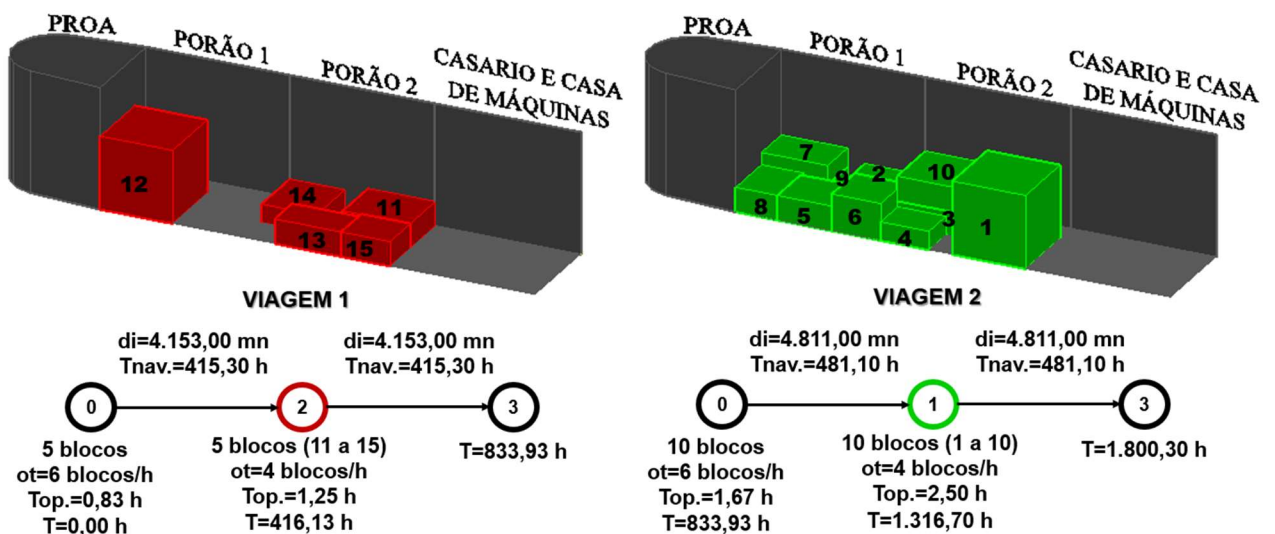 PROA
PORÃO 1
PORÃO 2
CASARIO E CASA
DE MÁQUINAS
12
14
11
13
15
VIAGEM 1
di=4.153,00 mn
Tnav.=415,30 h
di=4.153,00 mn
Tnav.=415,30 h
0
2
3
5 blocos
ot=6 blocos/h
Top.=0,83 h
T=0,00 h
5 blocos (11 a 15)
ot=4 blocos/h
Top.=1,25 h
T=416,13 h
T=833,93 h
PROA
PORÃO 1
PORÃO 2
CASARIO E CASA
DE MÁQUINAS
7
2
10
9
8
5
6
4
3
1
VIAGEM 2
di=4.811,00 mn
Tnav.=481,10 h
di=4.811,00 mn
Tnav.=481,10 h
0
1
3
10 blocos
ot=6 blocos/h
Top.=1,67 h
T=833,93 h
10 blocos (1 a 10)
ot=4 blocos/h
Top.=2,50 h
T=1.316,70 h
T=1.800,30 h